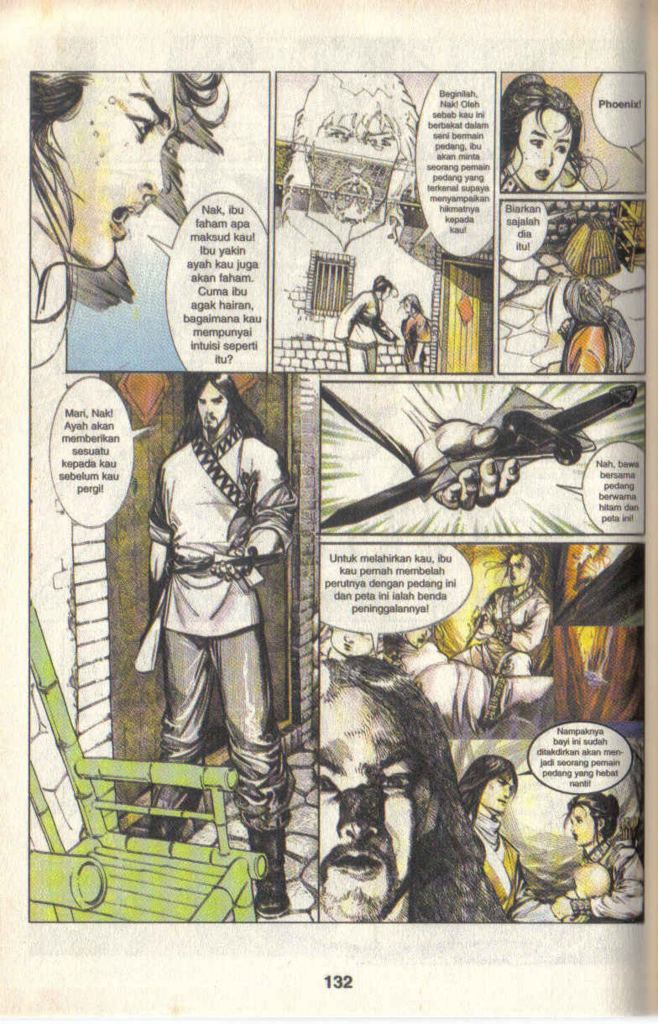 Nak, ibu
faham apa
maksud kau!
Ibu yakin
ayah kau juga
akan faham.
Cuma ibu
agak hairan,
bagaimana kau
mempunyai
intuisi seperti
itu?
Beginilah,
Nak! Oleh
sebab kau ini
berbakat dalam
seni bermain
pedang, ibu
akan minta
seorang pemain
pedang yang
terkenal supaya
menyampaikan
hikmatnya
kepada
kau!
Phoenix!
Biarkan
sajalah
dia
itu!
Mari, Nak!
Ayah akan
memberikan
sesuatu
kepada kau
sebelum kau
pergi!
Nah, bawa
bersama
pedang
berwarna
hitam dan
peta ini!
Untuk melahirkan kau, ibu
kau pernah membelah
perutnya dengan pedang ini
dan peta ini ialah benda
peninggalannya!
Nampaknya
bayi ini sudah
ditakdirkan akan men-
jadi seorang pemain
pedang yang hebat
nanti!
132